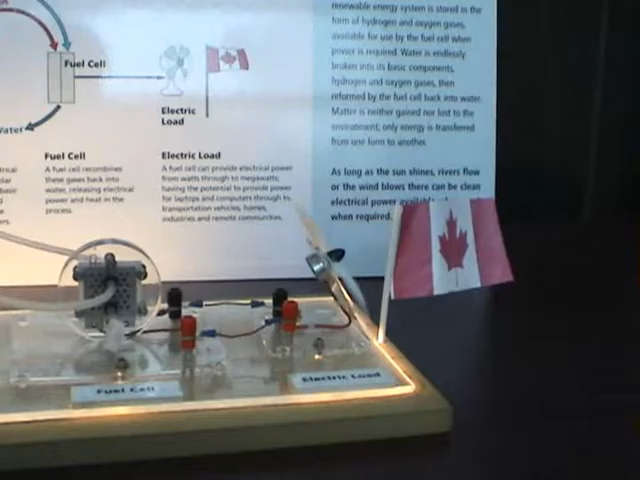 renewable energy system is stored in the
form of hydrogen and oxygen gases,
available for use by the fuel cell when
power is required. Water is endlessly
broken into its basic components,
hydrogen and oxygen gases, then
reformed by the fuel cell back into water.
Matter is neither gained nor lost to the
environment, only energy is transferred
from one form to another.
As long as the sun shines, rivers flow
or the wind blows there can be clean
electrical power available
when required.
Fuel Cell
Electric
Load
Water
Fuel Cell
A fuel cell recombines
these gases back into
water, releasing electrical
power and heat in the
process.
Electric Load
A fuel cell can provide electrical power
from watts through to megawatts,
having the potential to provide power
for laptops and computers through to
transportation vehicles, homes,
industries and remote communities.
Fuel Cell
Electric Load